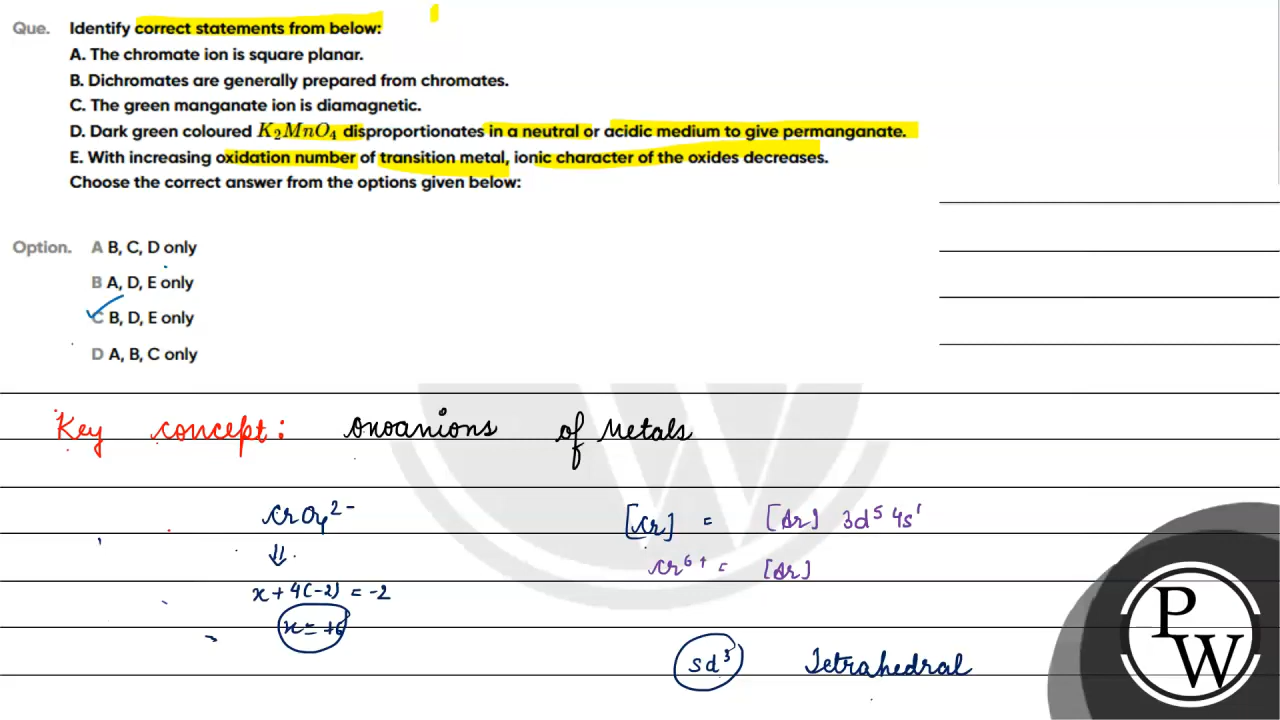 Que. Identify correct statements from below:
A. The chromate ion is square planar.
B. Dichromates are generally prepared from chromates.
C. The green manganate ion is diamagnetic.
D. Dark green coloured K₂MnO₄ disproportionates in a neutral or acidic medium to give permanganate.
E. With increasing oxidation number of transition metal, ionic character of the oxides decreases.
Choose the correct answer from the options given below:
Option. A B, C, D only
B A, D, E only
C B, D, E only
D A, B, C only
Key concept: Oxoanions of Metals
CrO₄²⁻ [Cr] = [Ar] 3d⁵ 4s¹
⇓ Cr⁶⁺ = [Ar]
x + 4(-2) = -2
x = +6
sd³ Tetrahedral
PW